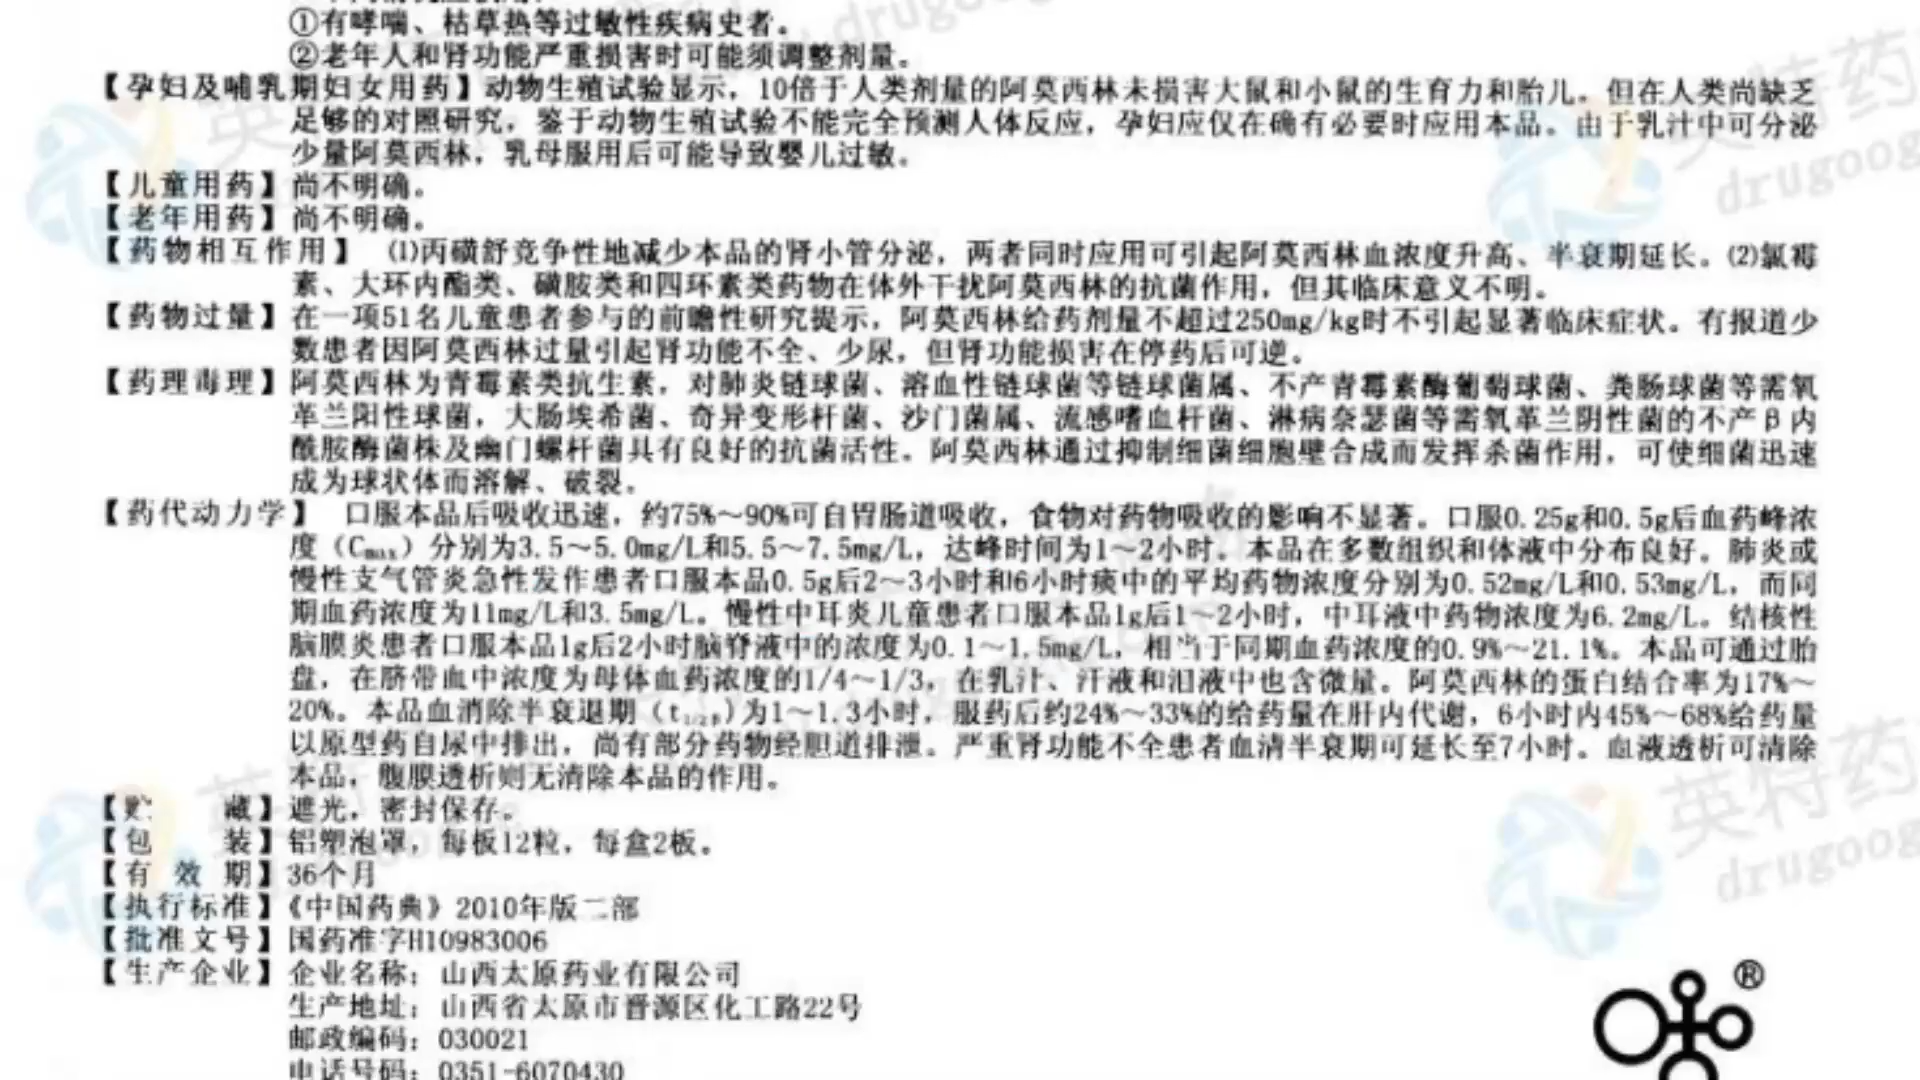 ①有哮喘、枯草热等过敏性疾病史者。
②老年人和肾功能严重损害时可能须调整剂量。
【孕妇及哺乳期妇女用药】动物生殖试验显示，10倍于人类剂量的阿莫西林未损害大鼠和小鼠的生育力和胎儿。但在人类尚缺乏
足够的对照研究，鉴于动物生殖试验不能完全预测人体反应，孕妇应仅在确有必要时应用本品。由于乳汁中可分泌
少量阿莫西林，乳母服用后可能导致婴儿过敏。
【儿童用药】尚不明确。
【老年用药】尚不明确。
【药物相互作用】 ⑴丙磺舒竞争性地减少本品的肾小管分泌，两者同时应用可引起阿莫西林血浓度升高、半衰期延长。⑵氯霉
素、大环内酯类、磺胺类和四环素类药物在体外干扰阿莫西林的抗菌作用，但其临床意义不明。
【药物过量】在一项51名儿童患者参与的前瞻性研究提示，阿莫西林给药剂量不超过250mg/kg时不引起显著临床症状。有报道少
数患者因阿莫西林过量引起肾功能不全、少尿，但肾功能损害在停药后可逆。
【药理毒理】阿莫西林为青霉素类抗生素，对肺炎链球菌、溶血性链球菌等链球菌属、不产青霉素酶葡萄球菌、粪肠球菌等需氧
革兰阳性球菌，大肠埃希菌、奇异变形杆菌、沙门菌属、流感嗜血杆菌、淋病奈瑟菌等需氧革兰阴性菌的不产β内
酰胺酶菌株及幽门螺杆菌具有良好的抗菌活性。阿莫西林通过抑制细菌细胞壁合成而发挥杀菌作用，可使细菌迅速
成为球状体而溶解、破裂。
【药代动力学】 口服本品后吸收迅速，约75%～90%可自胃肠道吸收，食物对药物吸收的影响不显著。口服0.25g和0.5g后血药峰浓
度（Cmax）分别为3.5～5.0mg/L和5.5～7.5mg/L，达峰时间为1～2小时。本品在多数组织和体液中分布良好。肺炎或
慢性支气管炎急性发作患者口服本品0.5g后2～3小时和6小时痰中的平均药物浓度分别为0.52mg/L和0.53mg/L，而同
期血药浓度为11mg/L和3.5mg/L。慢性中耳炎儿童患者口服本品1g后1～2小时，中耳液中药物浓度为6.2mg/L。结核性
脑膜炎患者口服本品1g后2小时脑脊液中的浓度为0.1～1.5mg/L，相当于同期血药浓度的0.9%～21.1%。本品可通过胎
盘，在脐带血中浓度为母体血药浓度的1/4～1/3，在乳汁、汗液和泪液中也含微量。阿莫西林的蛋白结合率为17%～
20%。本品血消除半衰退期（t1/2β)为1～1.3小时，服药后约24%～33%的给药量在肝内代谢，6小时内45%～68%给药量
以原型药自尿中排出，尚有部分药物经胆道排泄。严重肾功能不全患者血清半衰期可延长至7小时。血液透析可清除
本品，腹膜透析则无清除本品的作用。
【贮 藏】遮光，密封保存。
【包 装】铝塑泡罩，每板12粒，每盒2板。
【有 效 期】36个月
【执行标准】《中国药典》2010年版二部
【批准文号】国药准字H10983006
【生产企业】企业名称：山西太原药业有限公司
生产地址：山西省太原市晋源区化工路22号
邮政编码：030021
电话号码：0351-6070430
®
英特药
drugoog
英特药
drugoog